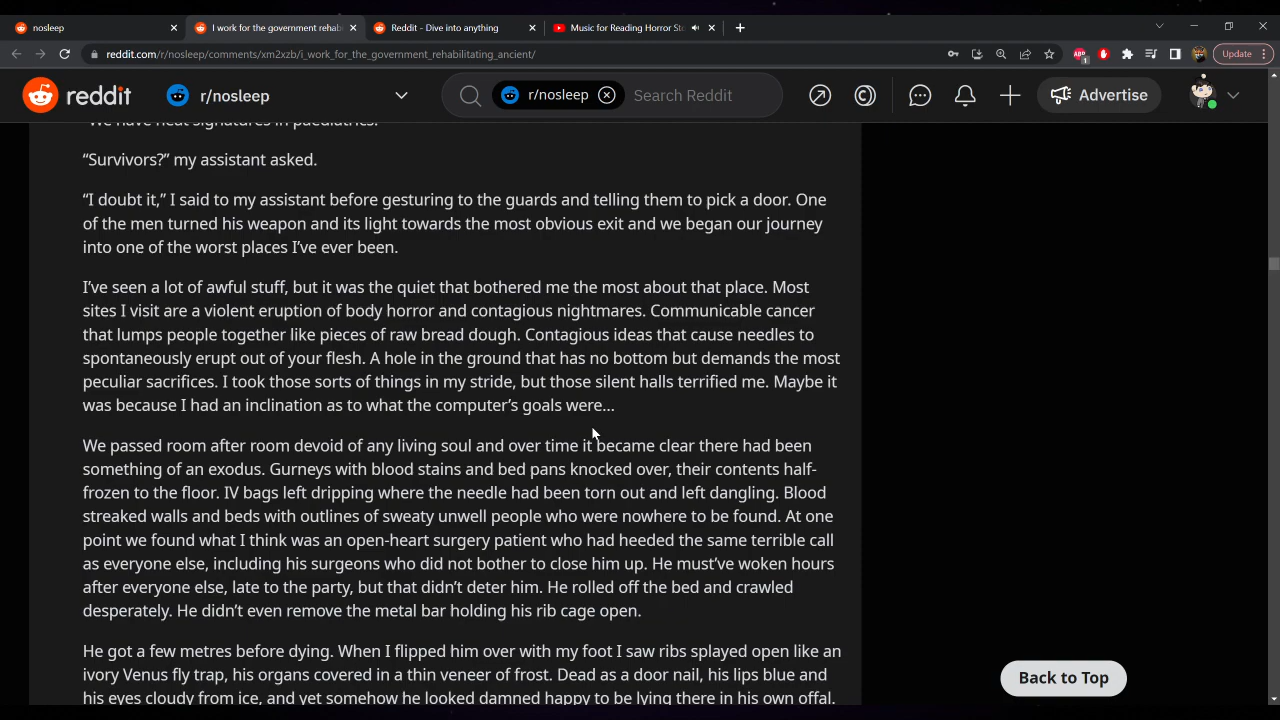 nosleep
I work for the government rehab
Reddit - Dive into anything
Music for Reading Horror Sto
reddit.com/r/nosleep/comments/xm2xzb/i_work_for_the_government_rehabilitating_ancient/
Update
reddit
r/nosleep
r/nosleep
Search Reddit
Advertise
“We have heat signatures in paediatrics.”
“Survivors?” my assistant asked.
“I doubt it,” I said to my assistant before gesturing to the guards and telling them to pick a door. One
of the men turned his weapon and its light towards the most obvious exit and we began our journey
into one of the worst places I’ve ever been.
I’ve seen a lot of awful stuff, but it was the quiet that bothered me the most about that place. Most
sites I visit are a violent eruption of body horror and contagious nightmares. Communicable cancer
that lumps people together like pieces of raw bread dough. Contagious ideas that cause needles to
spontaneously erupt out of your flesh. A hole in the ground that has no bottom but demands the most
peculiar sacrifices. I took those sorts of things in my stride, but those silent halls terrified me. Maybe it
was because I had an inclination as to what the computer’s goals were…
We passed room after room devoid of any living soul and over time it became clear there had been
something of an exodus. Gurneys with blood stains and bed pans knocked over, their contents half-
frozen to the floor. IV bags left dripping where the needle had been torn out and left dangling. Blood
streaked walls and beds with outlines of sweaty unwell people who were nowhere to be found. At one
point we found what I think was an open-heart surgery patient who had heeded the same terrible call
as everyone else, including his surgeons who did not bother to close him up. He must’ve woken hours
after everyone else, late to the party, but that didn’t deter him. He rolled off the bed and crawled
desperately. He didn’t even remove the metal bar holding his rib cage open.
He got a few metres before dying. When I flipped him over with my foot I saw ribs splayed open like an
ivory Venus fly trap, his organs covered in a thin veneer of frost. Dead as a door nail, his lips blue and
his eyes cloudy from ice, and yet somehow he looked damned happy to be lying there in his own offal.
Back to Top